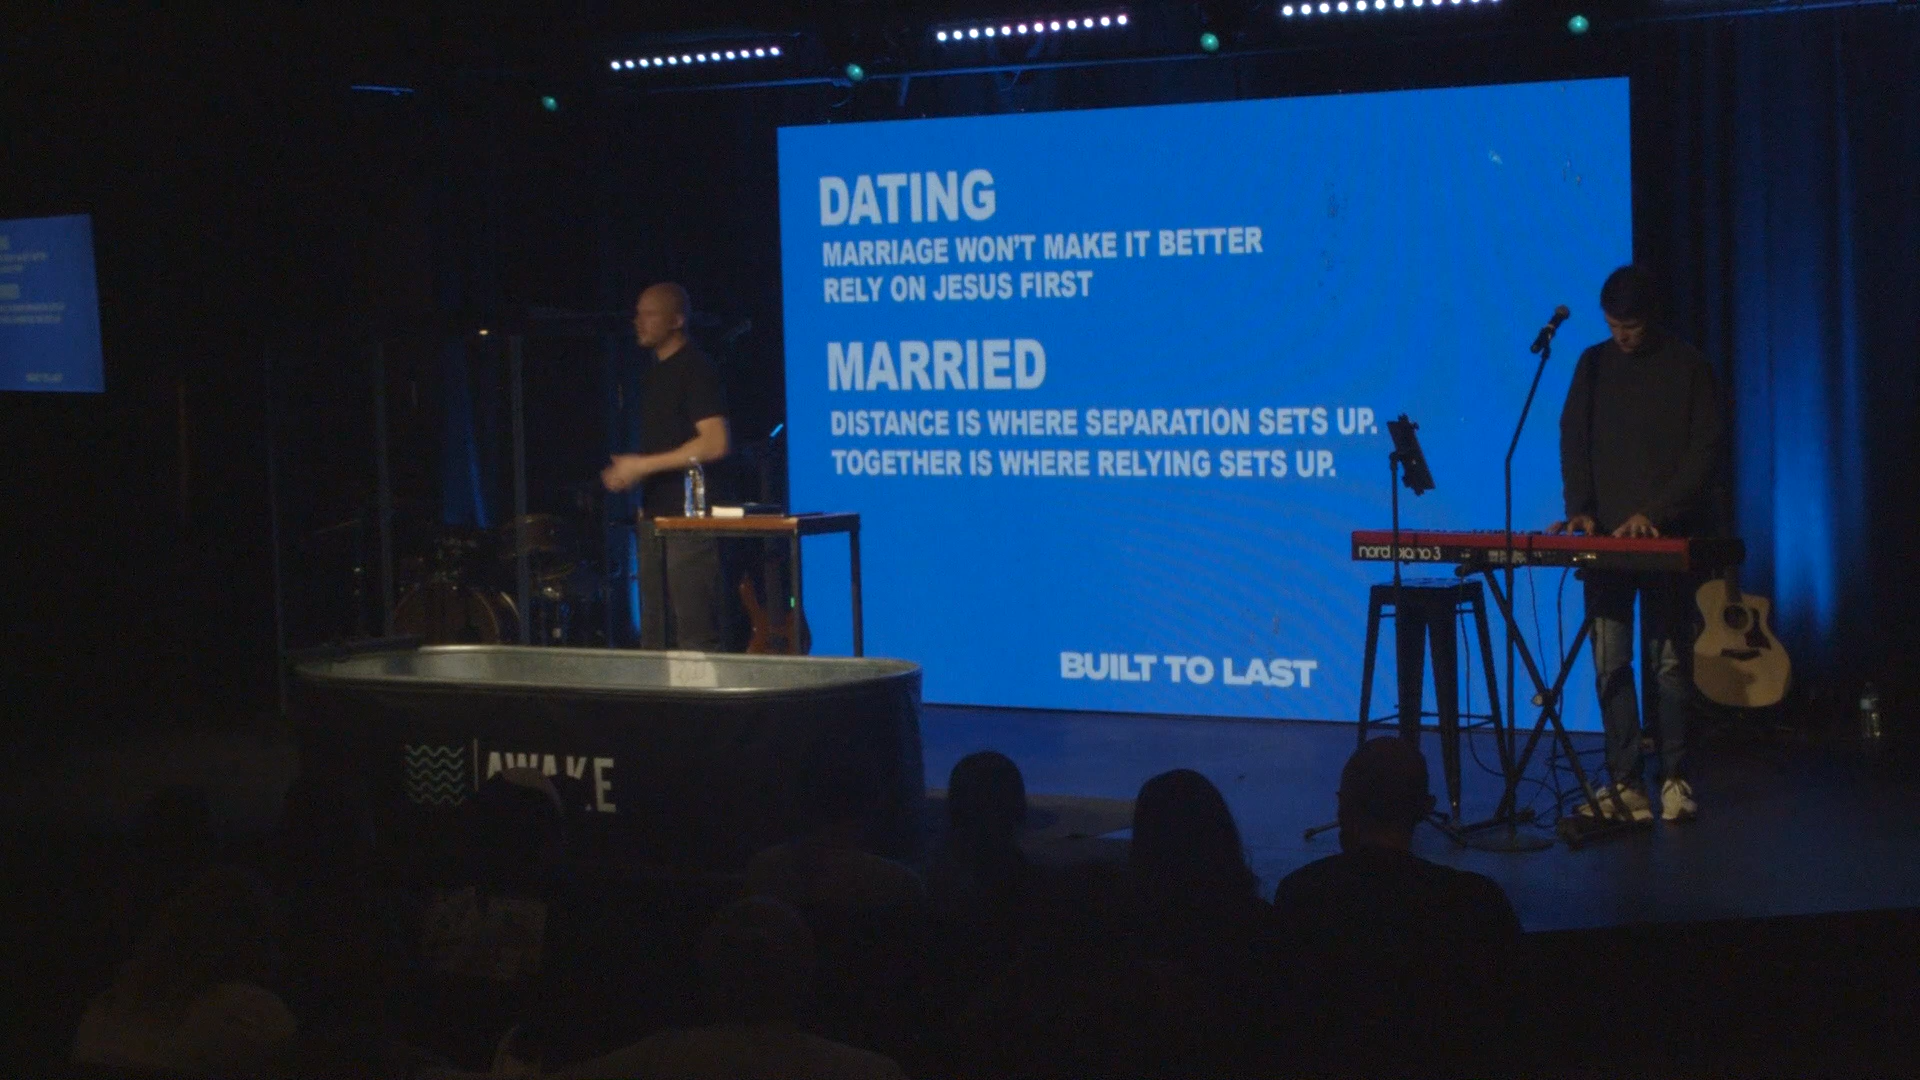 DATING
MARRIAGE WON'T MAKE IT BETTER
RELY ON JESUS FIRST
MARRIED
DISTANCE IS WHERE SEPARATION SETS UP.
TOGETHER IS WHERE RELYING SETS UP.
BUILT TO LAST
nord piano 3
AWAKE